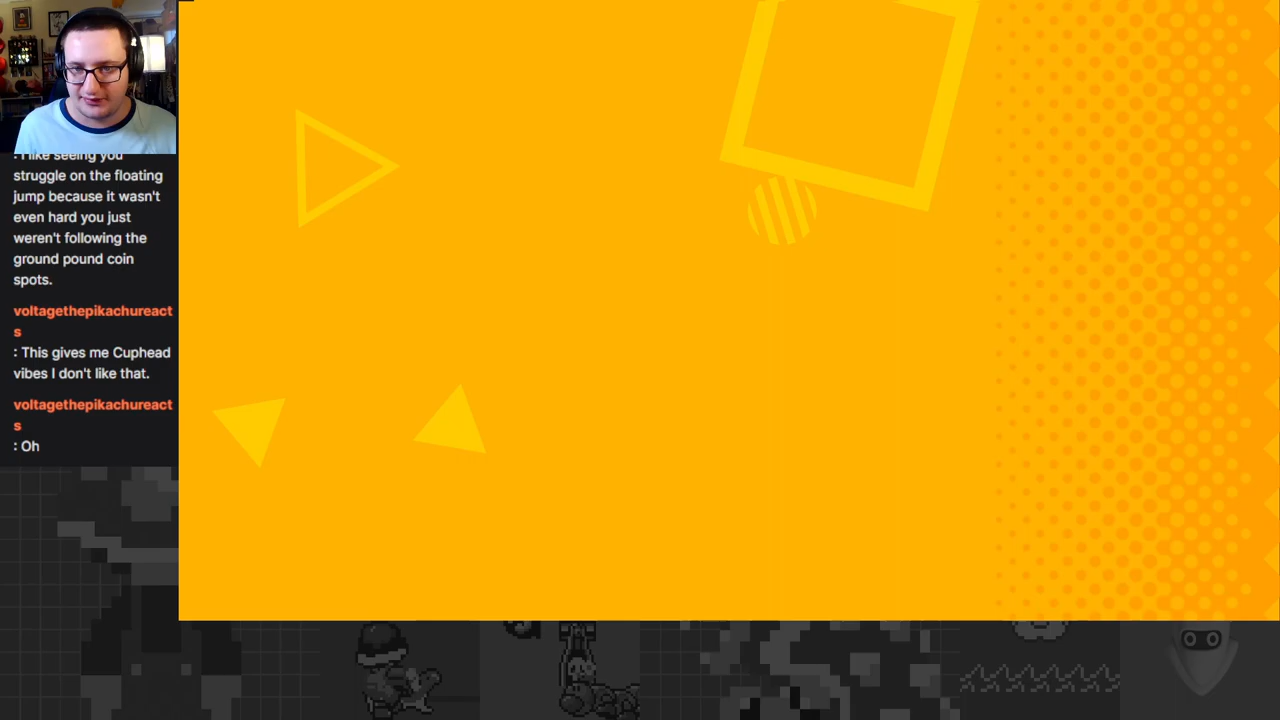 : I like seeing you
struggle on the floating
jump because it wasn't
even hard you just
weren't following the
ground pound coin
spots.
voltagethepikachureact
s
: This gives me Cuphead
vibes I don't like that.
voltagethepikachureact
s
: Oh